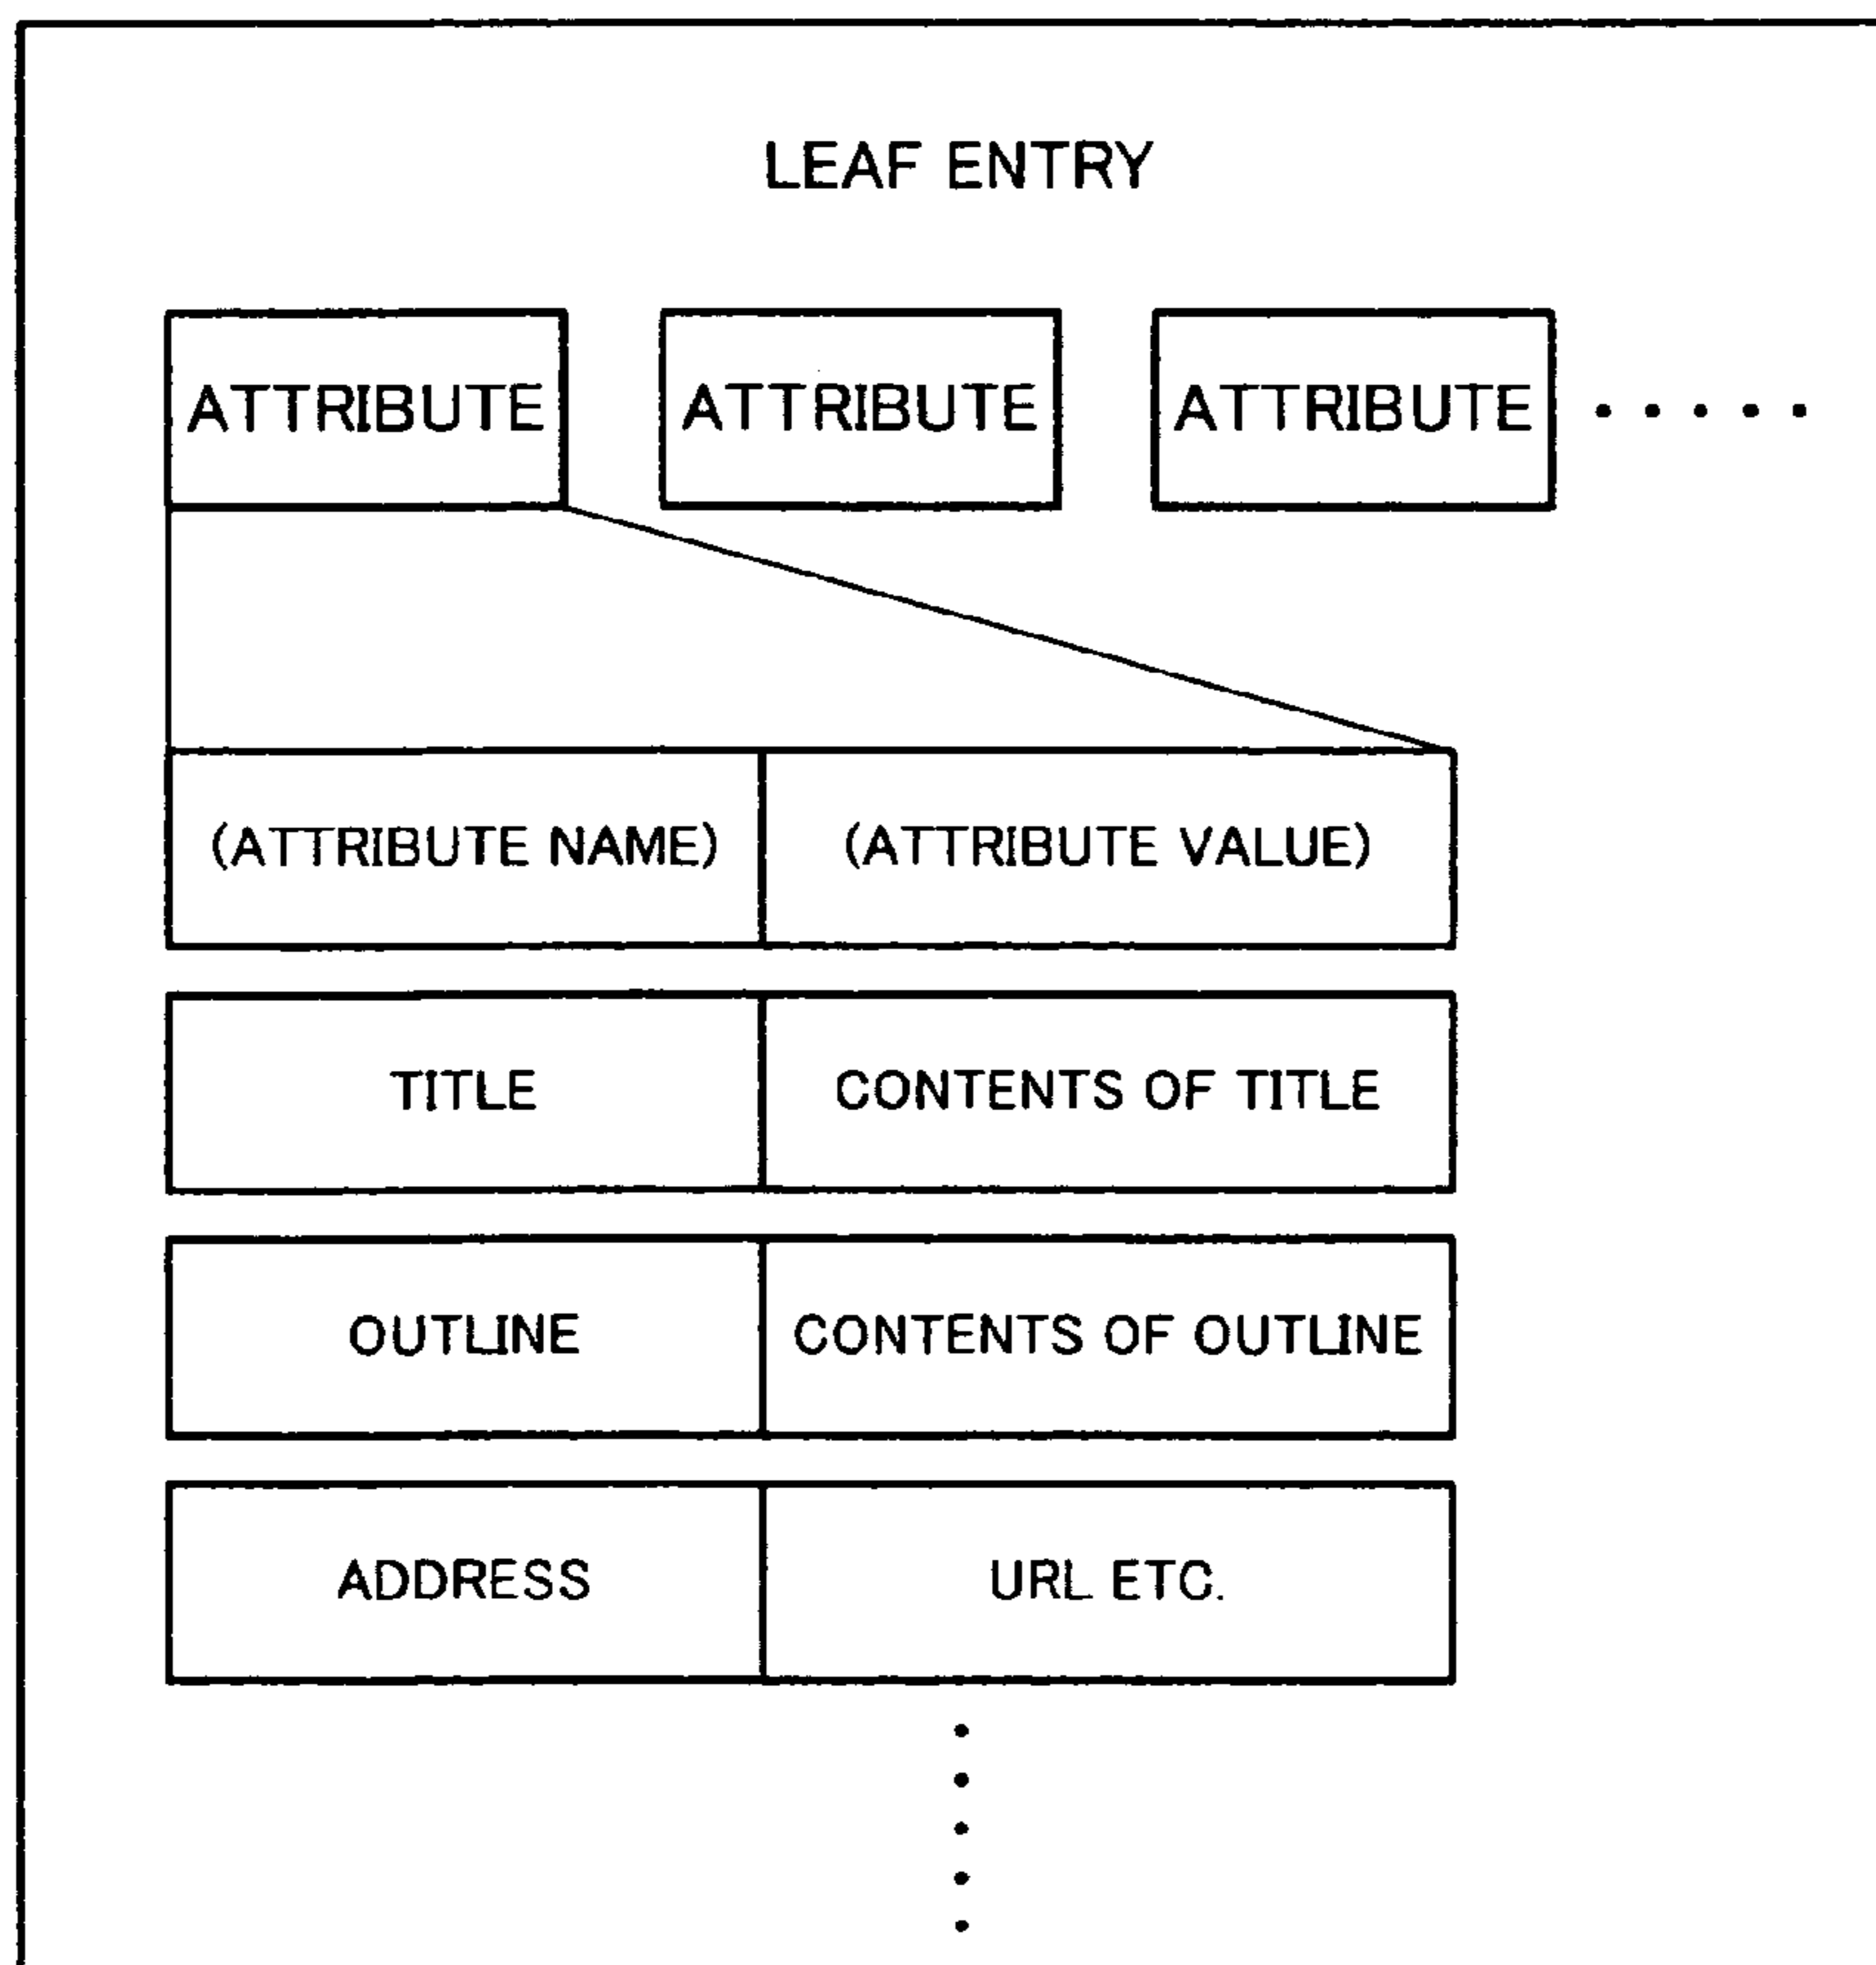 LEAF ENTRY
ATTRIBUTE ATTRIBUTE ATTRIBUTE · · · · ·
(ATTRIBUTE NAME) (ATTRIBUTE VALUE)
TITLE CONTENTS OF TITLE
OUTLINE CONTENTS OF OUTLINE
ADDRESS URL ETC.